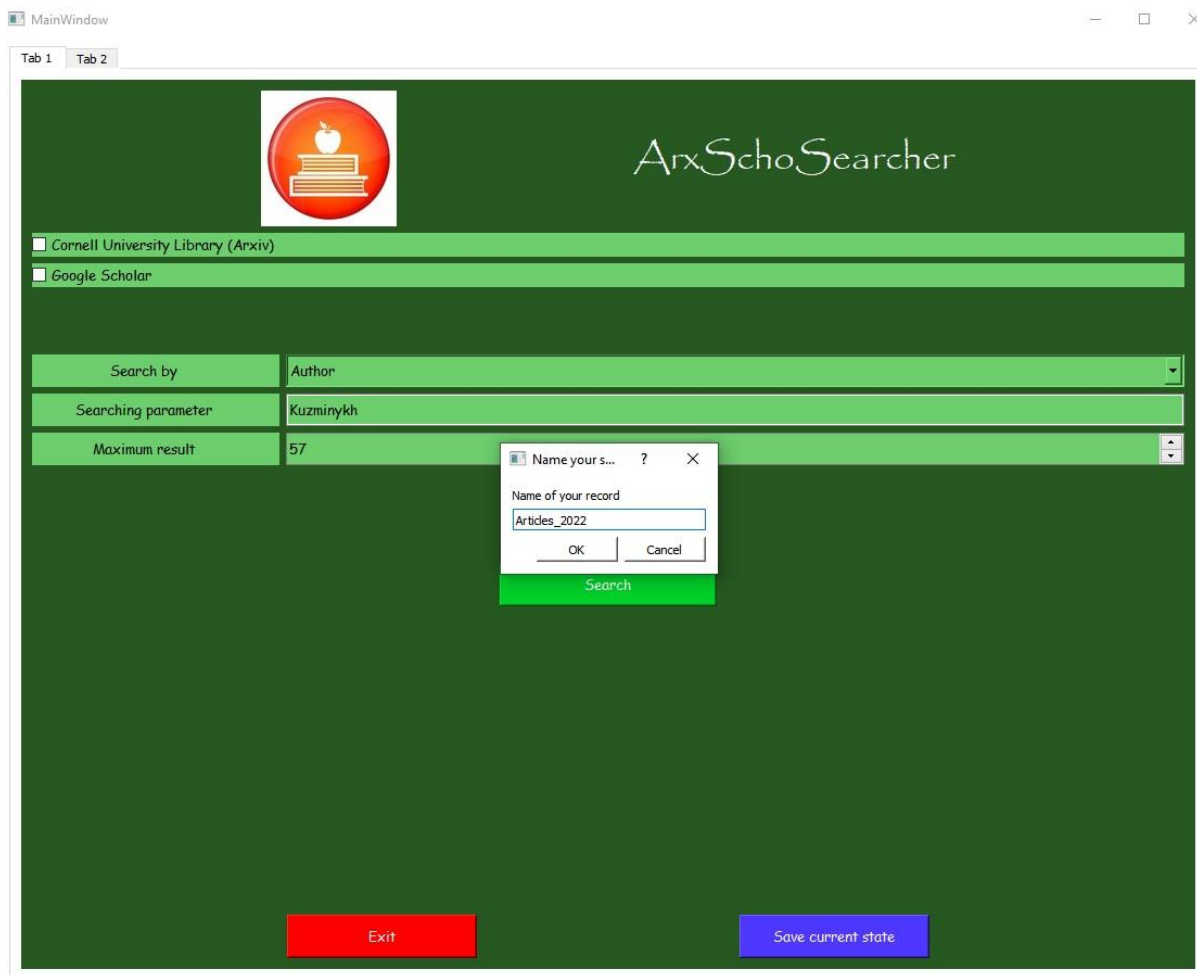 MainWindow
Tab 1 Tab 2
ArxSchoSearcher
Cornell University Library (Arxiv)
Google Scholar
Search by Author
Searching parameter Kuzminykh
Maximum result 57
Name your s... ?
Name of your record
Articles_2022
OK Cancel
Search
Exit Save current state